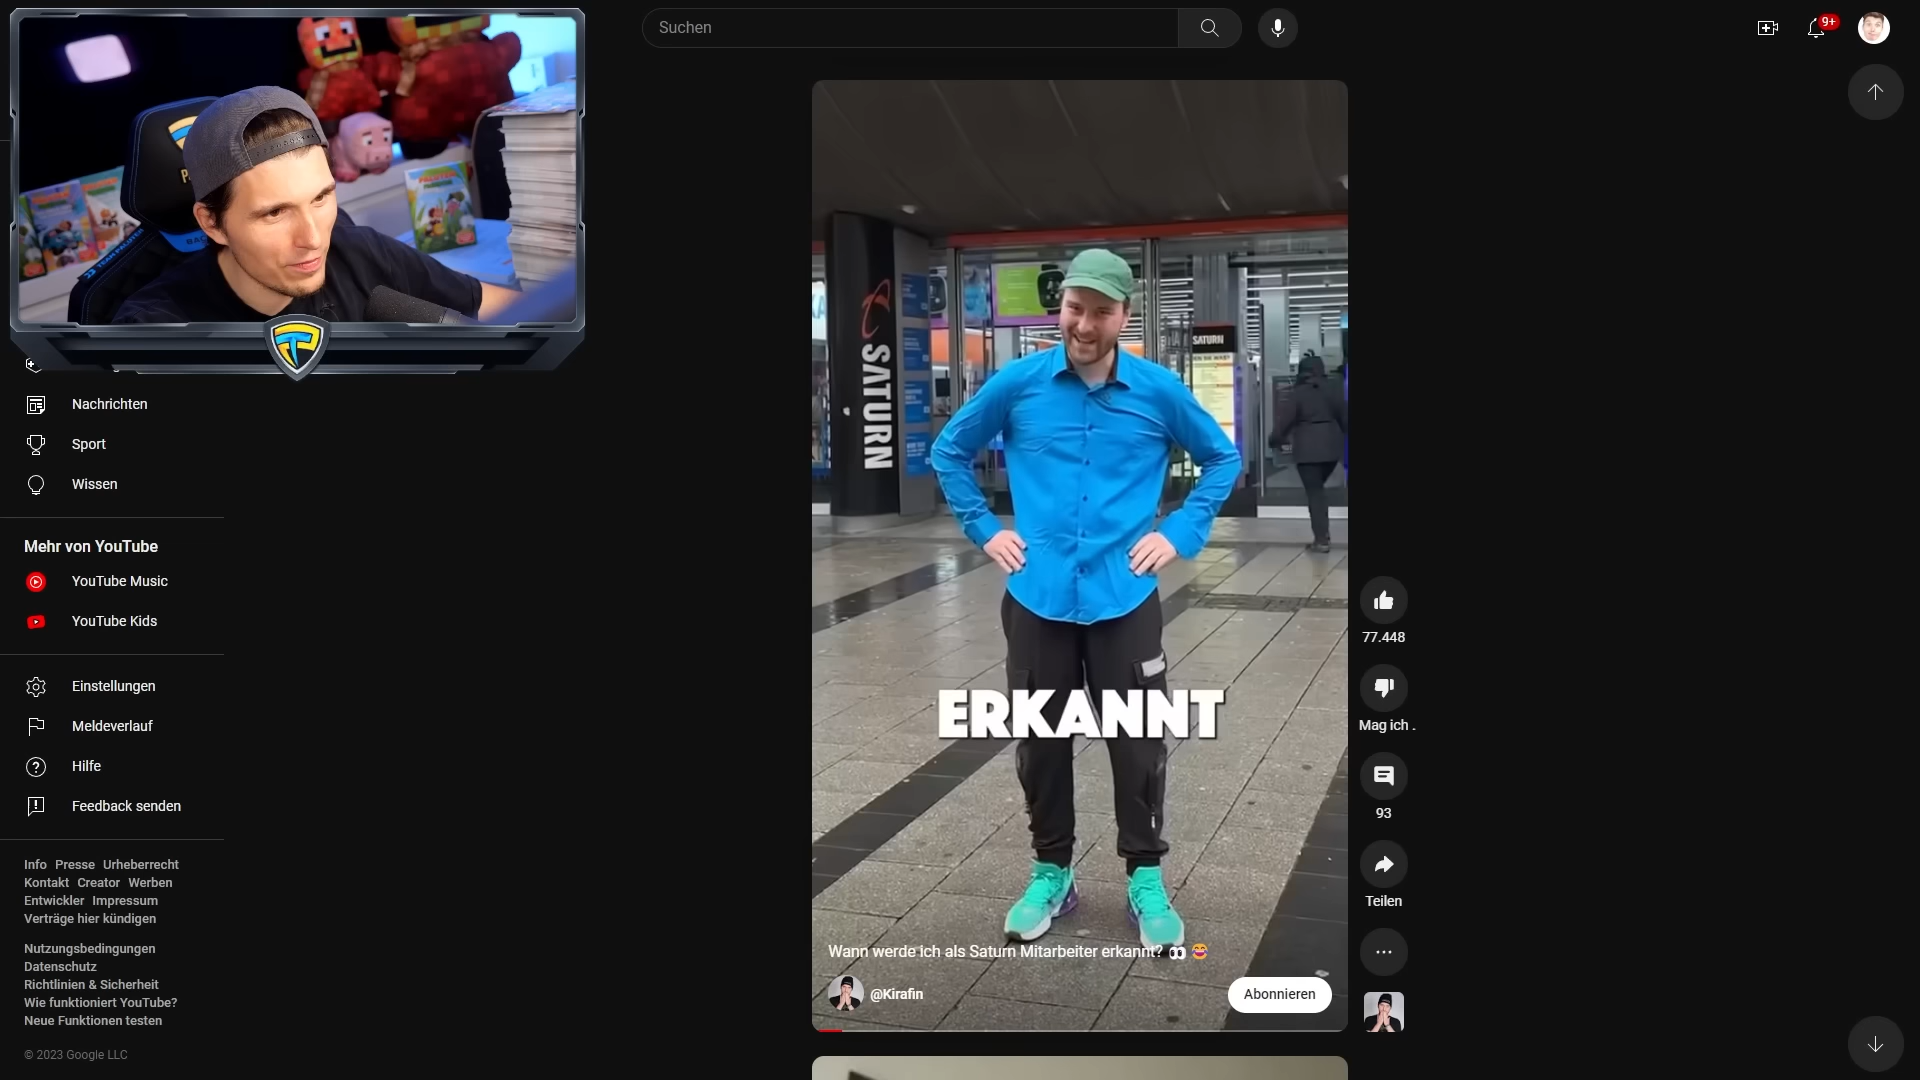 Suchen
9+
SATURN
SATURN
Nachrichten
Sport
Wissen
Mehr von YouTube
YouTube Music
YouTube Kids
Einstellungen
Meldeverlauf
Hilfe
Feedback senden
Info Presse Urheberrecht
Kontakt Creator Werben
Entwickler Impressum
Verträge hier kündigen
Nutzungsbedingungen
Datenschutz
Richtlinien & Sicherheit
Wie funktioniert YouTube?
Neue Funktionen testen
© 2023 Google LLC
ERKANNT
Wann werde ich als Saturn Mitarbeiter erkannt? 👀 😂
@Kirafin
Abonnieren
77.448
Mag ich .
93
Teilen